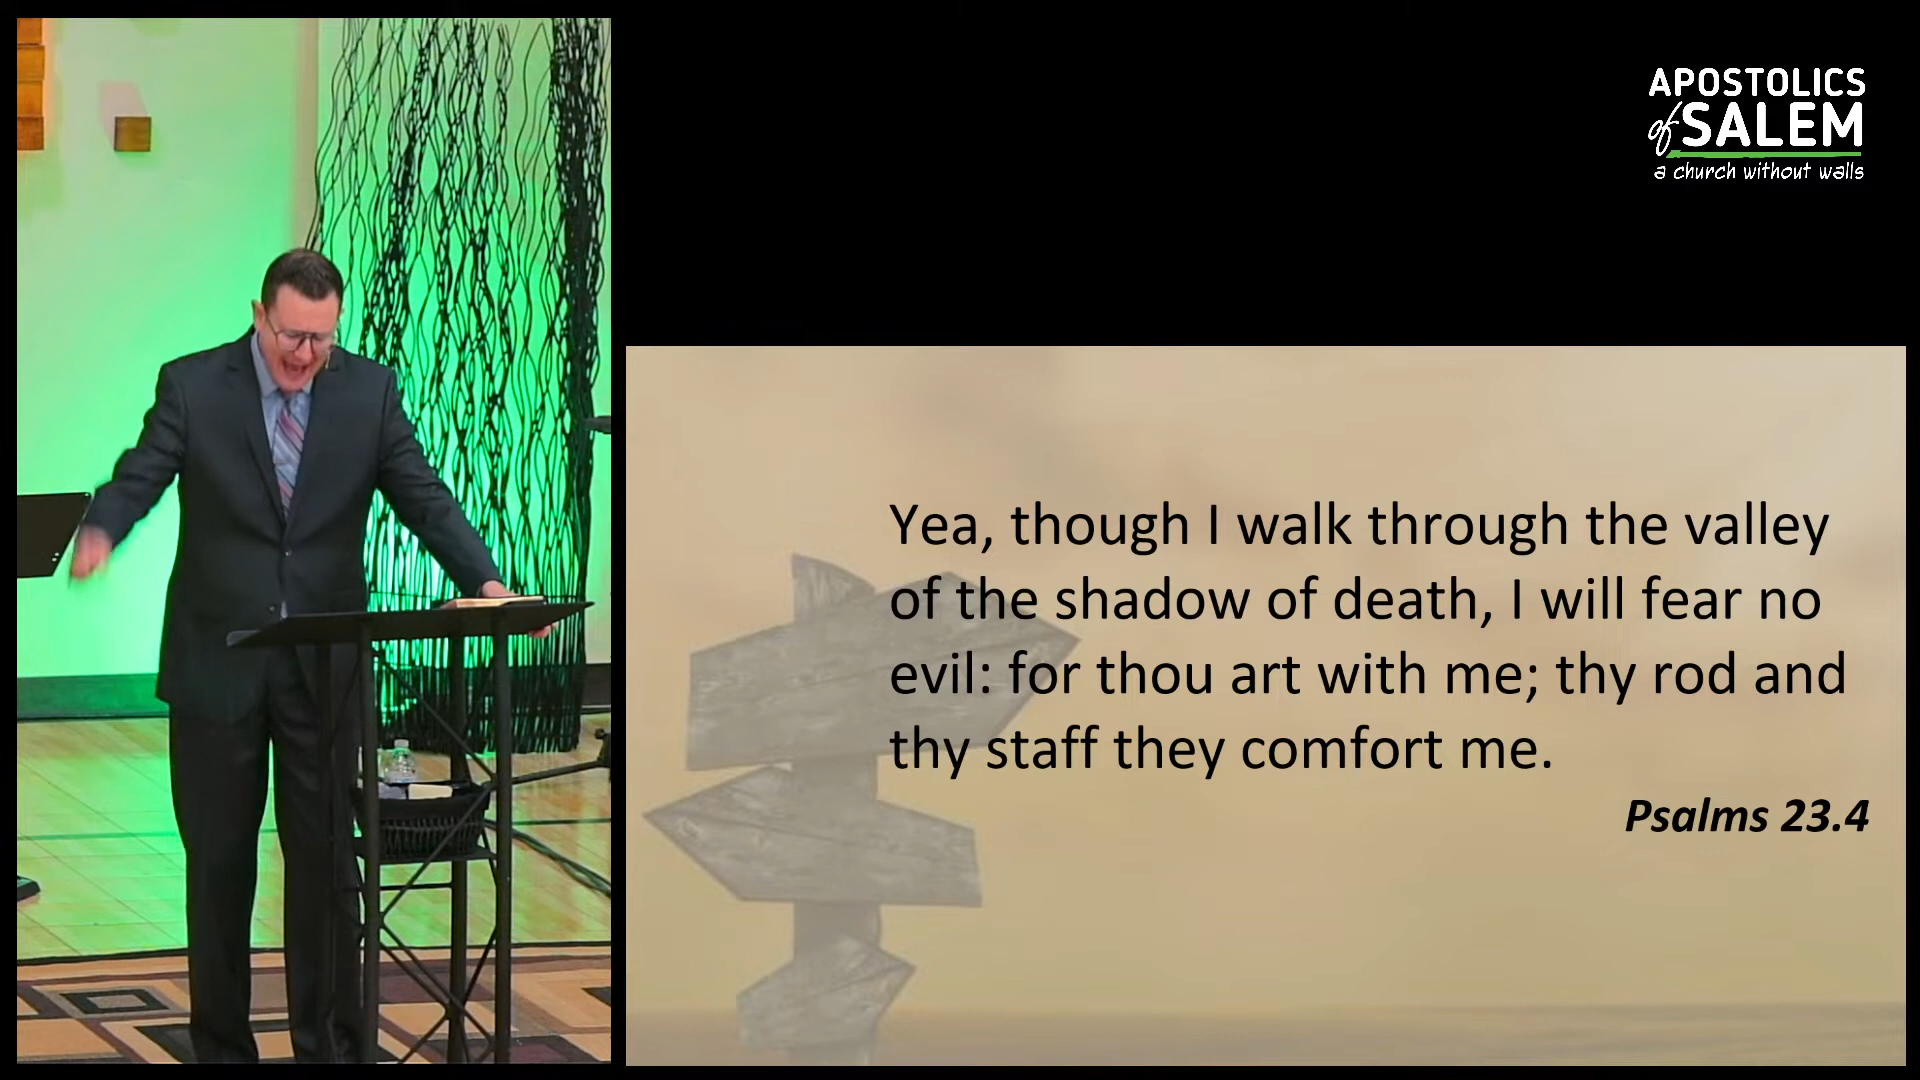 APOSTOLICS
of SALEM
a church without walls
Yea, though I walk through the valley
of the shadow of death, I will fear no
evil: for thou art with me; thy rod and
thy staff they comfort me.
Psalms 23.4